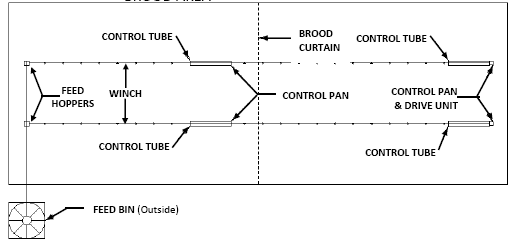 CONTROL TUBE
BROOD
CURTAIN
CONTROL TUBE
FEED
HOPPERS
WINCH
CONTROL PAN
CONTROL PAN
& DRIVE UNIT
CONTROL TUBE
CONTROL TUBE
FEED BIN (Outside)